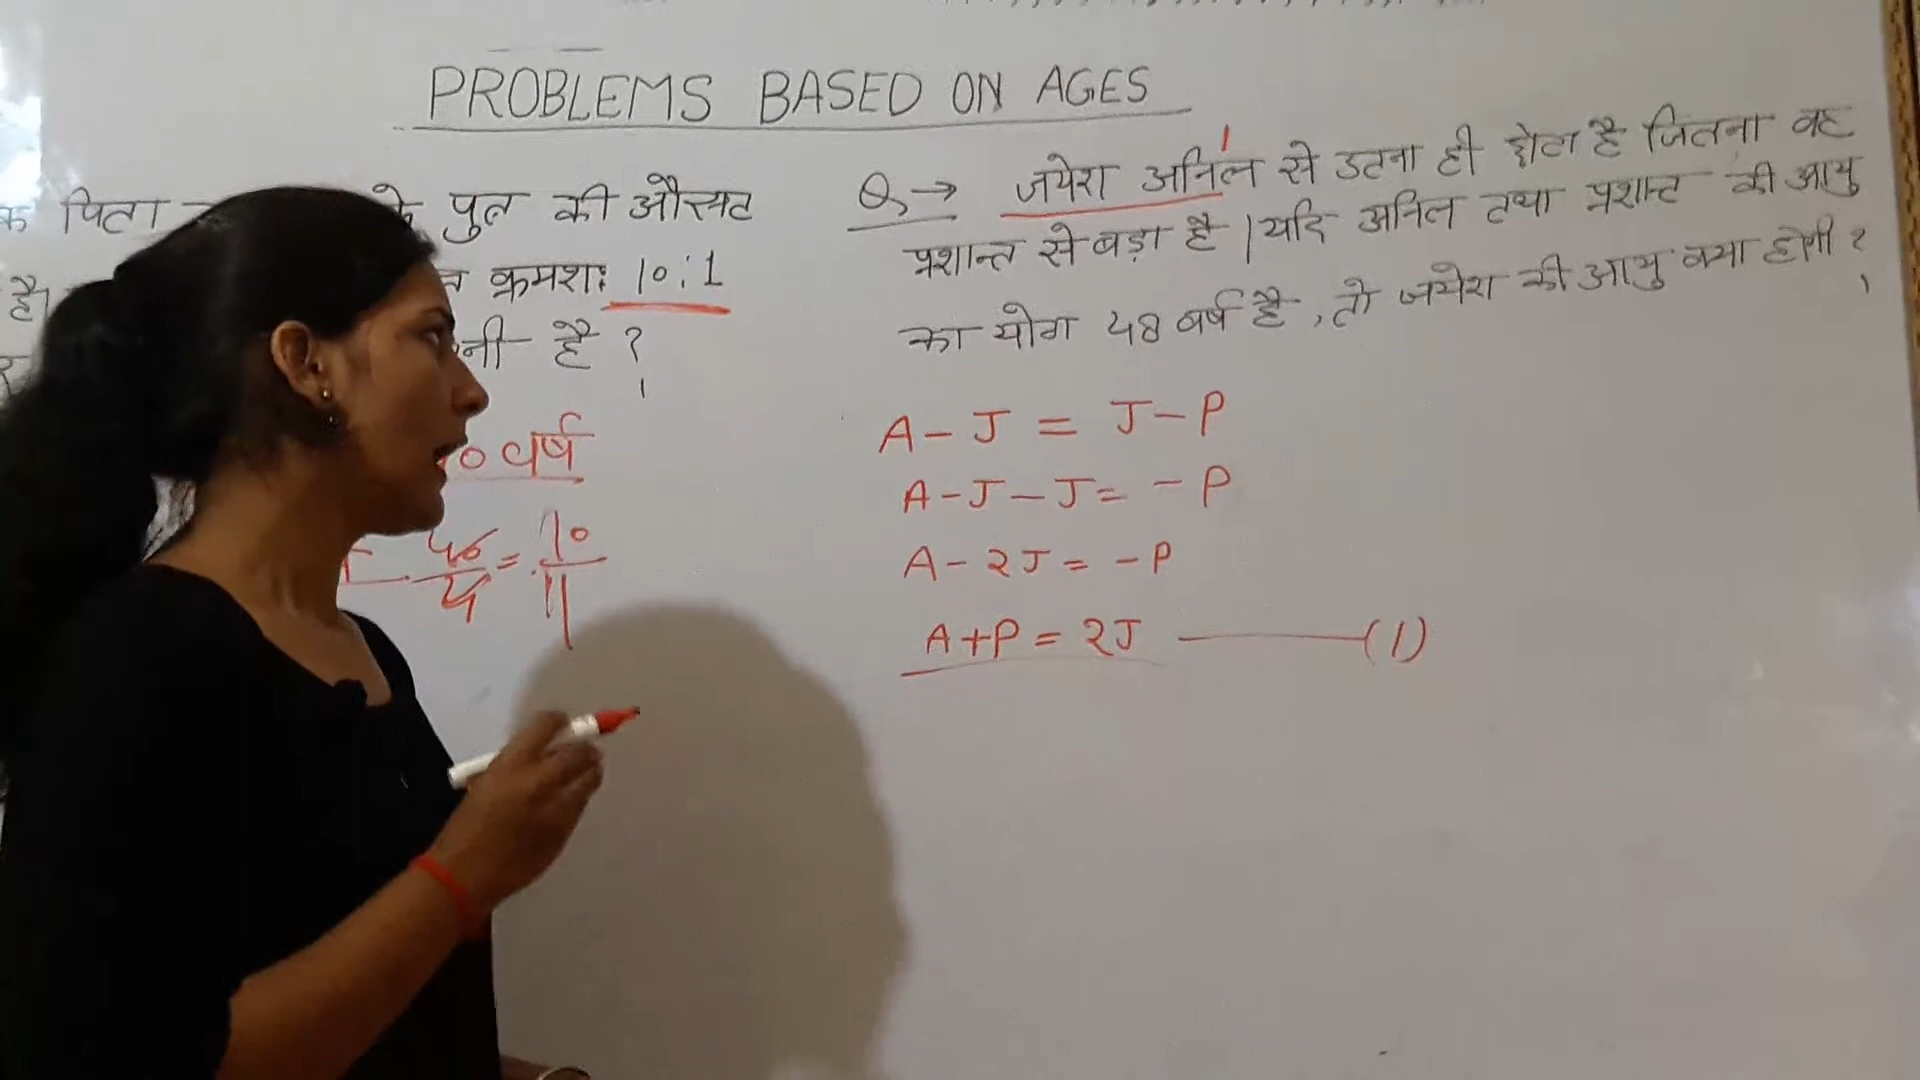 PROBLEMS BASED ON AGES
पिता के पुत्र की औसत
है। क्रमशः 10:1
नी है ?
0 वर्ष
= 10
11
Q → जयेश अनिल से उतना ही छोटा है जितना वह
प्रशान्त से बड़ा है | यदि अनिल तथा प्रशान्त की आयु
का योग 48 वर्ष है, तो जयेश की आयु क्या होगी ?
A - J = J - P
A - J - J = - P
A - 2J = - P
A + P = 2J (1)